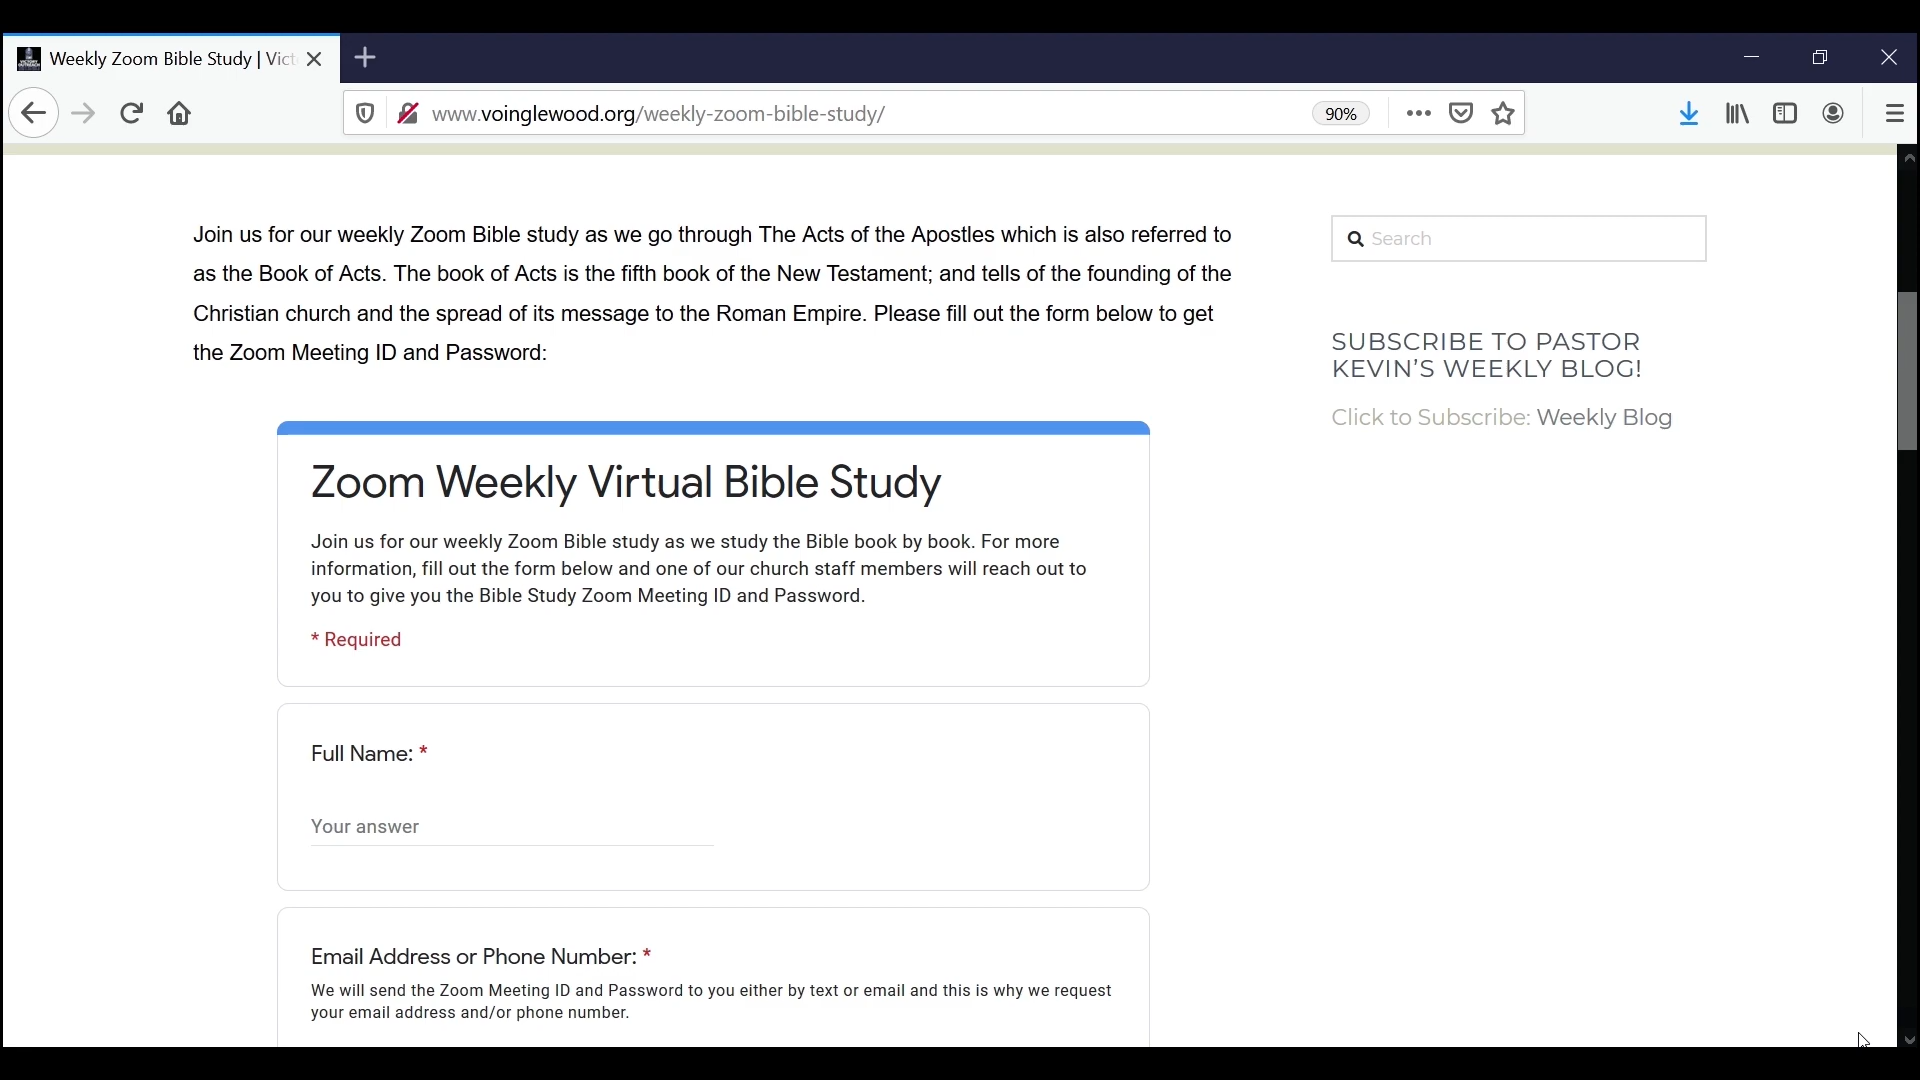 Weekly Zoom Bible Study | Vict
www.voinglewood.org/weekly-zoom-bible-study/
90%
Join us for our weekly Zoom Bible study as we go through The Acts of the Apostles which is also referred to
as the Book of Acts. The book of Acts is the fifth book of the New Testament; and tells of the founding of the
Christian church and the spread of its message to the Roman Empire. Please fill out the form below to get
the Zoom Meeting ID and Password:
Search
SUBSCRIBE TO PASTOR
KEVIN’S WEEKLY BLOG!
Click to Subscribe: Weekly Blog
Zoom Weekly Virtual Bible Study
Join us for our weekly Zoom Bible study as we study the Bible book by book. For more
information, fill out the form below and one of our church staff members will reach out to
you to give you the Bible Study Zoom Meeting ID and Password.
* Required
Full Name: *
Your answer
Email Address or Phone Number: *
We will send the Zoom Meeting ID and Password to you either by text or email and this is why we request
your email address and/or phone number.